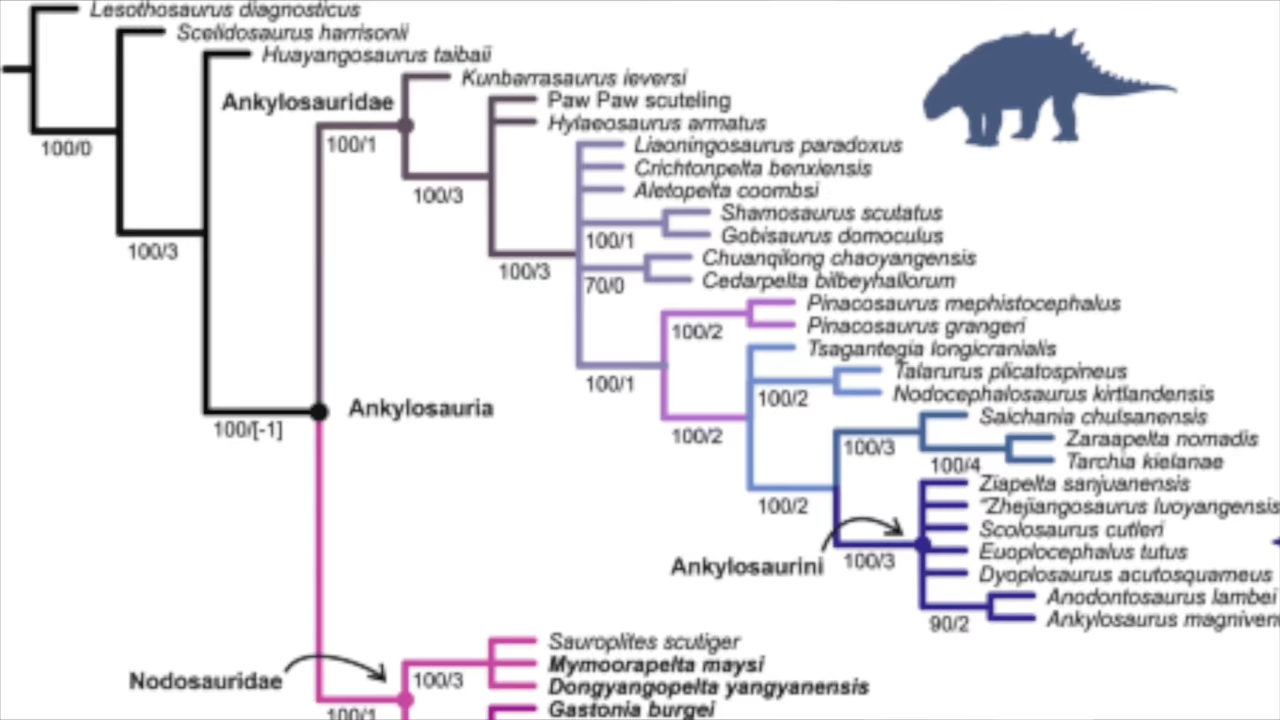 Lesothosaurus diagnosticus
Scelidosaurus harrisonii
Huayangosaurus taibaii
Kunbarrasaurus ieversi
Ankylosauridae
Paw Paw scuteling
Hylaeosaurus armatus
100/1
100/0
Liaoningosaurus paradoxus
Crichtonpelta benxiensis
Aletopelta coombsi
100/3
Shamosaurus scutatus
Gobisaurus domoculus
100/1
100/3
Chuanqilong chaoyangensis
100/3
Cedarpelta bilbeyhallorum
70/0
Pinacosaurus mephistocephalus
Pinacosaurus grangeri
100/2
Tsagantegia longicranialis
Talarurus plicatospineus
100/1
Nodocephalosaurus kirtlandensis
100/2
Ankylosauria
Saichania chulsanensis
100/[-1]
100/2
Zaraapelta nomadis
100/3
Tarchia kielanae
100/4
Ziapelta sanjuanensis
100/2
"Zhejiangosaurus luoyangensis
Scolosaurus cutleri
Euoplocephalus tutus
100/3
Ankylosaurini
Dyoplosaurus acutosquameus
Anodontosaurus lambei
Ankylosaurus magniven
90/2
Sauroplites scutiger
Mymoorapelta maysi
Nodosauridae
100/3
Dongyangopelta yangyanensis
Gastonia burgei
100/1